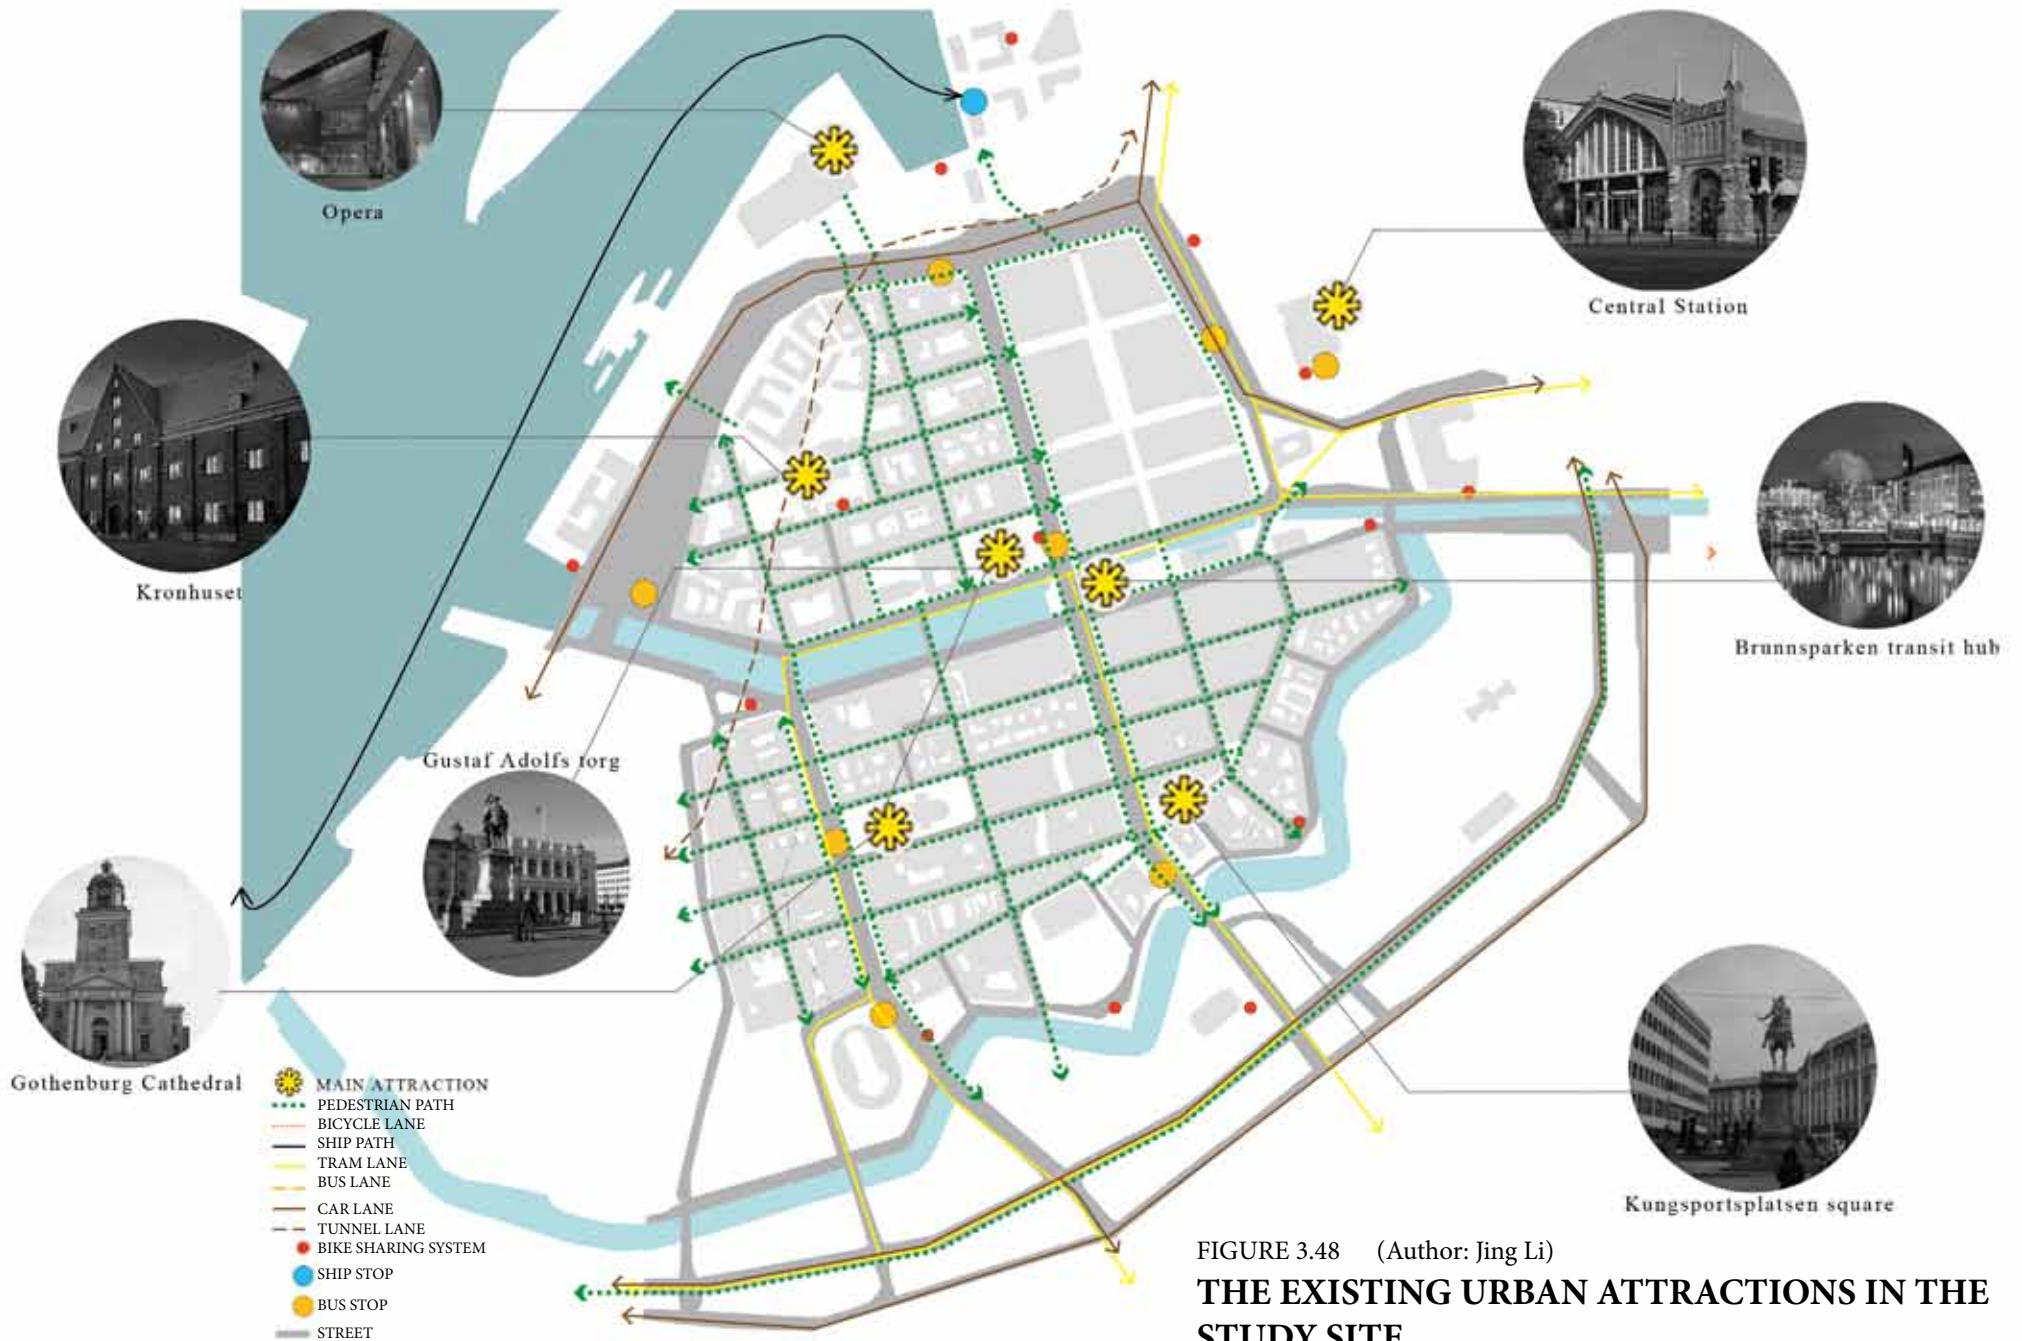 Opera
Central Station
Kronhuset
Brunnsparken transit hub
Gustaf Adolfs torg
Gothenburg Cathedral
Kungsportsplatsen square
MAIN ATTRACTION
PEDESTRIAN PATH
BICYCLE LANE
SHIP PATH
TRAM LANE
BUS LANE
CAR LANE
TUNNEL LANE
BIKE SHARING SYSTEM
SHIP STOP
BUS STOP
STREET
FIGURE 3.48 (Author: Jing Li)
THE EXISTING URBAN ATTRACTIONS IN THE
STUDY SITE